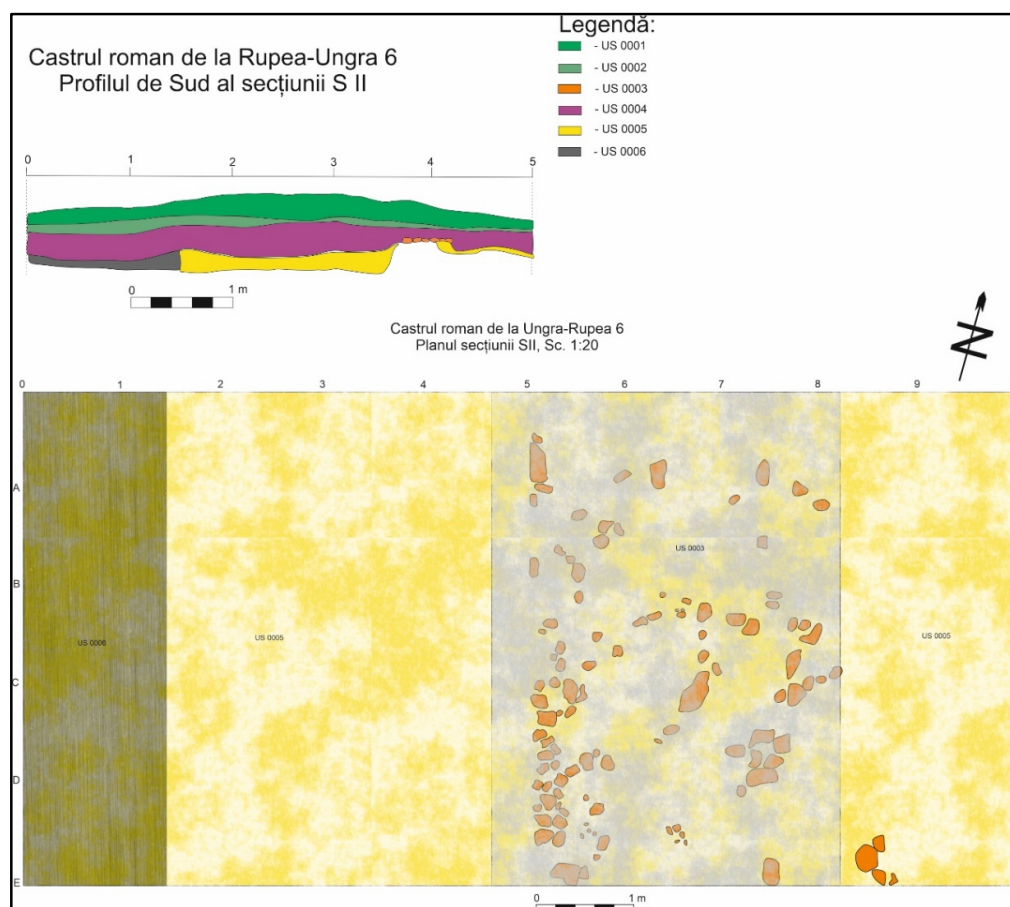 Castrul roman de la Rupea-Ungra 6
Profilul de Sud al secțiunii S II
Legendă:
- US 0001
- US 0002
- US 0003
- US 0004
- US 0005
- US 0006
0 1 2 3 4 5
0 1 m
N
Castrul roman de la Ungra-Rupea 6
Planul secțiunii SII, Sc. 1:20
0 1 2 3 4 5 6 7 8 9
A
US 0003
B
US 0006 US 0005 US 0005
C
D
E
0 1 m